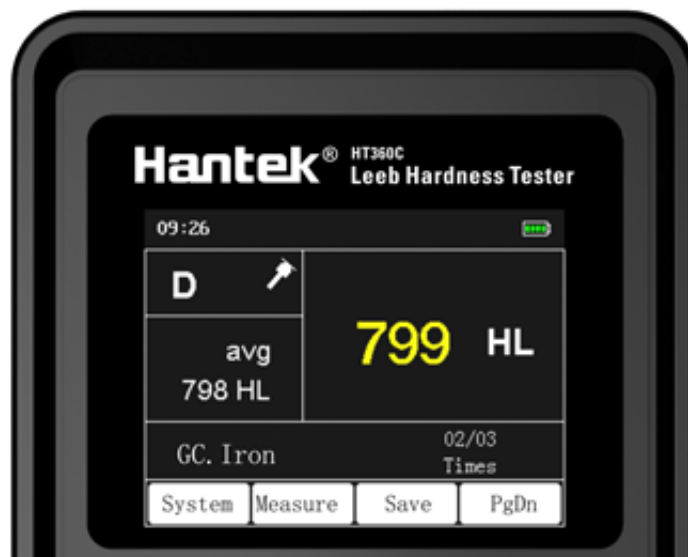 Hantek® HT360C
Leeb Hardness Tester
09:26
D
avg
798 HL
799 HL
GC. Iron
02/03
Times
System Measure Save PgDn